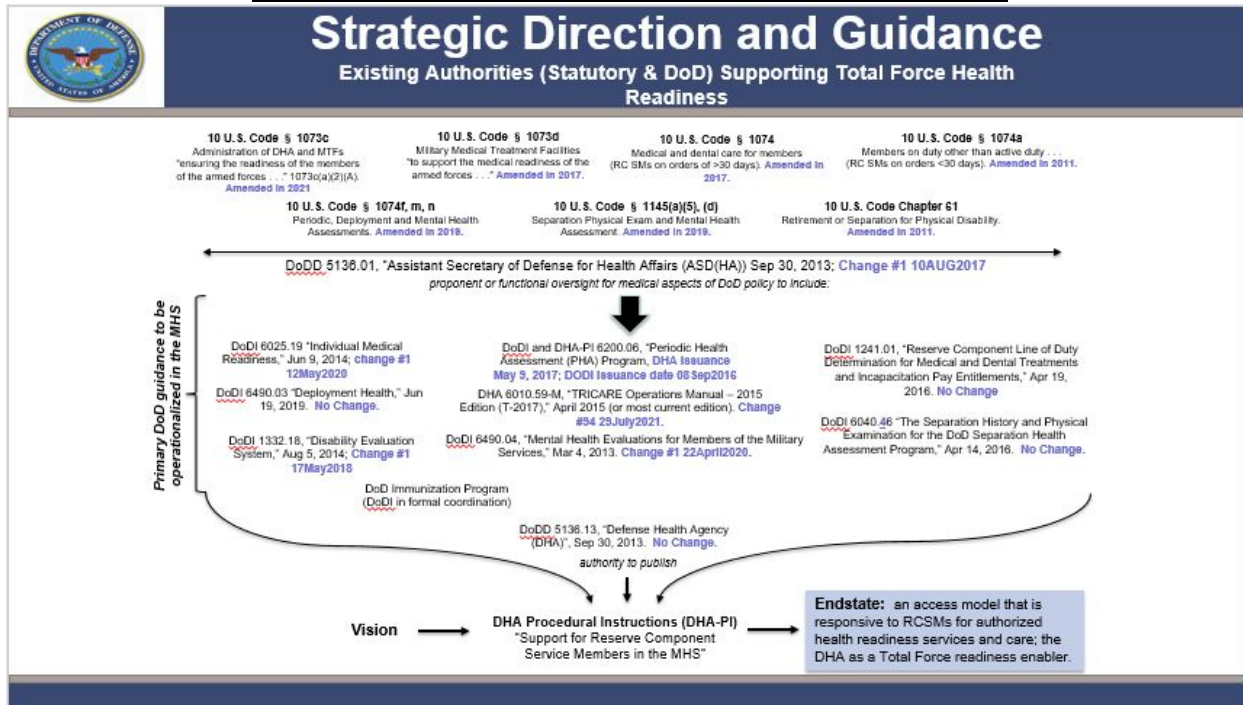 DEPARTMENT OF DEFENSE
UNITED STATES OF AMERICA
Strategic Direction and Guidance
Existing Authorities (Statutory & DoD) Supporting Total Force Health
Readiness
10 U.S. Code § 1073c
Administration of DHA and MTFs
"ensuring the readiness of the members
of the armed forces . . ." 1073c(a)(2)(A).
Amended in 2021
10 U.S. Code § 1073d
Military Medical Treatment Facilities
"to support the medical readiness of the
armed forces . . ." Amended in 2017.
10 U.S. Code § 1074
Medical and dental care for members
(RC SMs on orders of >30 days). Amended in
2017.
10 U.S. Code § 1074a
Members on duty other than active duty . . .
(RC SMs on orders <30 days). Amended in 2011.
10 U.S. Code § 1074f, m, n
Periodic, Deployment and Mental Health
Assessments. Amended in 2019.
10 U.S. Code § 1145(a)(5), (d)
Separation Physical Exam and Mental Health
Assessment. Amended in 2019.
10 U.S. Code Chapter 61
Retirement or Separation for Physical Disability.
Amended in 2011.
DoDD 5136.01, "Assistant Secretary of Defense for Health Affairs (ASD(HA)) Sep 30, 2013; Change #1 10AUG2017
proponent or functional oversight for medical aspects of DoD policy to include:
Primary DoD guidance to be
operationalized in the MHS
DoDI 6025.19 "Individual Medical
Readiness," Jun 9, 2014; change #1
12May2020
DoDI 6490.03 "Deployment Health," Jun
19, 2019. No Change.
DoDI 1332.18, "Disability Evaluation
System," Aug 5, 2014; Change #1
17May2018
DoD Immunization Program
(DoDI in formal coordination)
DoDI and DHA-PI 6200.06, "Periodic Health
Assessment (PHA) Program, DHA Issuance
May 9, 2017; DODI Issuance date 08Sep2016
DHA 6010.59-M, "TRICARE Operations Manual – 2015
Edition (T-2017)," April 2015 (or most current edition). Change
#94 29July2021.
DoDI 6490.04, "Mental Health Evaluations for Members of the Military
Services," Mar 4, 2013. Change #1 22April2020.
DoDI 1241.01, "Reserve Component Line of Duty
Determination for Medical and Dental Treatments
and Incapacitation Pay Entitlements," Apr 19,
2016. No Change
DoDI 6040.46 "The Separation History and Physical
Examination for the DoD Separation Health
Assessment Program," Apr 14, 2016. No Change.
DoDD 5136.13, "Defense Health Agency
(DHA)", Sep 30, 2013. No Change.
authority to publish
Vision
DHA Procedural Instructions (DHA-PI)
"Support for Reserve Component
Service Members in the MHS"
Endstate: an access model that is
responsive to RCSMs for authorized
health readiness services and care; the
DHA as a Total Force readiness enabler.